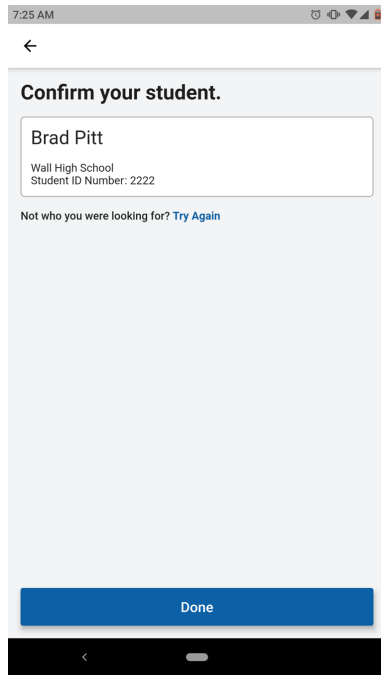 7:25 AM
Confirm your student.
Brad Pitt
Wall High School
Student ID Number: 2222
Not who you were looking for? Try Again
Done